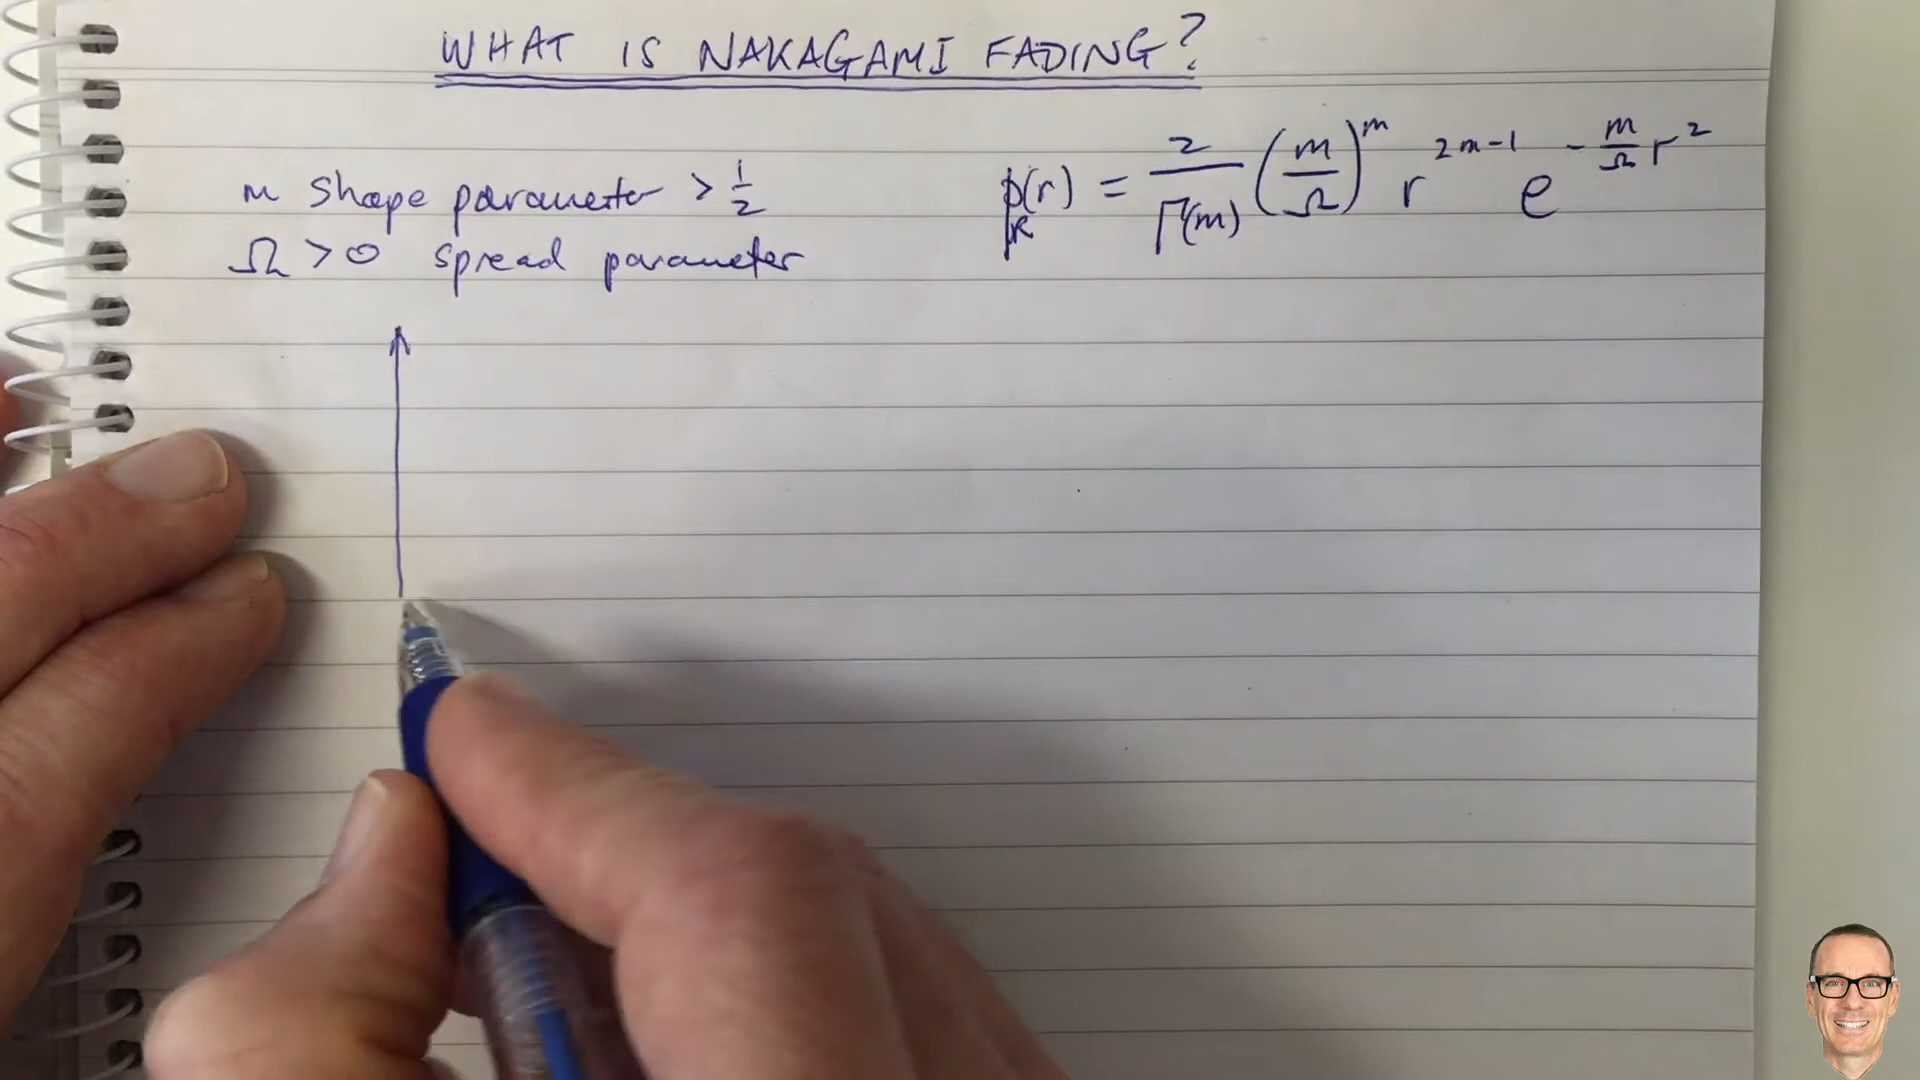 WHAT IS NAKAGAMI FADING?
m shape parameter > 1/2
Ω > 0 spread parameter
p_R(r) = 2/Γ(m) (m/Ω)^m r^{2m-1} e^{-m/Ω r^2}